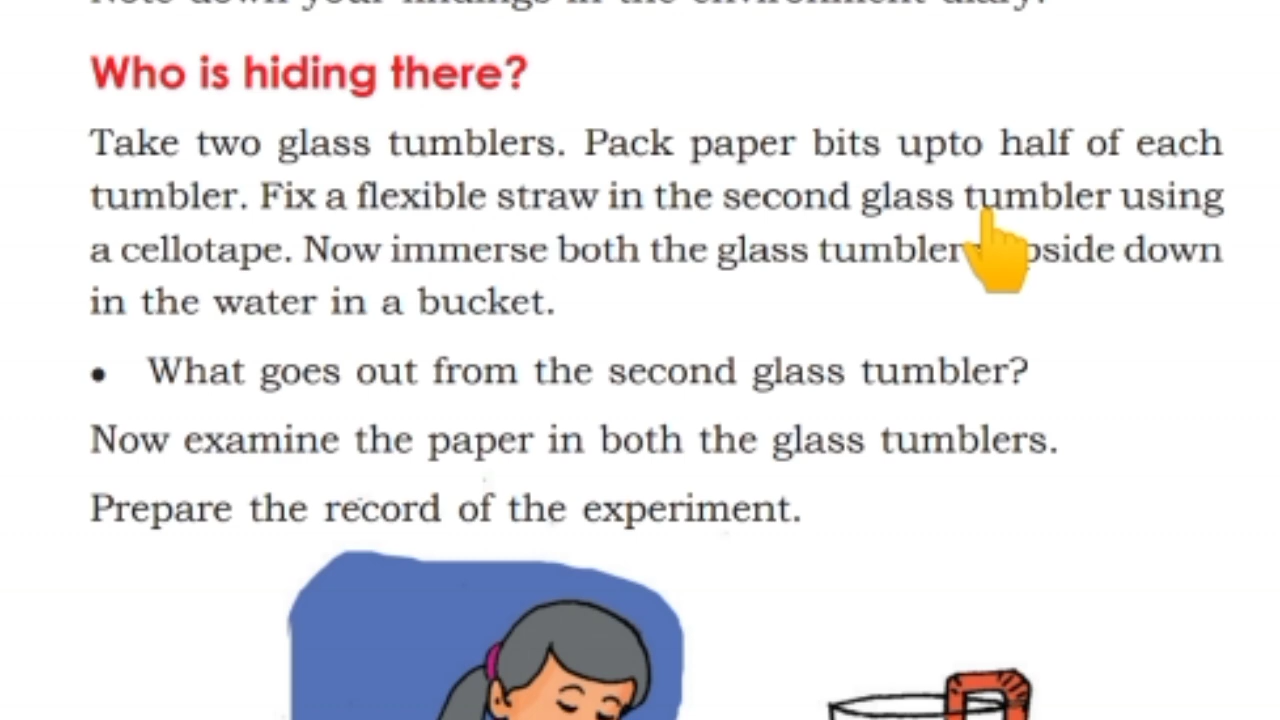 Who is hiding there?
Take two glass tumblers. Pack paper bits upto half of each
tumbler. Fix a flexible straw in the second glass tumbler using
a cellotape. Now immerse both the glass down
in the water in a bucket.
• What goes out from the second glass tumbler?
Now examine the paper in both the glass tumblers.
Prepare the record of the experiment.